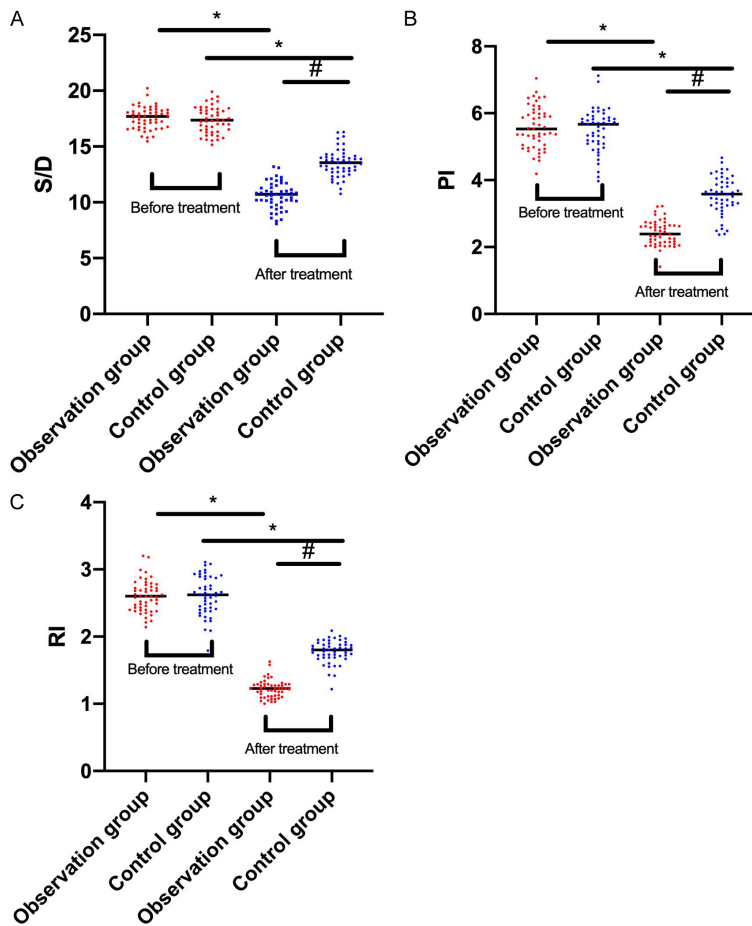 A
S/D
25
20
15
10
5
0
*
*
#
Before treatment
After treatment
Observation group
Control group
Observation group
Control group
B
PI
8
6
4
2
0
*
*
#
Before treatment
After treatment
Observation group
Control group
Observation group
Control group
C
RI
4
3
2
1
0
*
*
#
Before treatment
After treatment
Observation group
Control group
Observation group
Control group